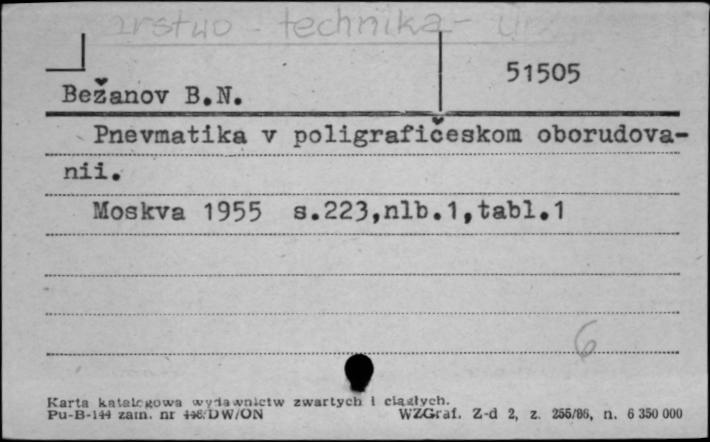 technika -
51505
Bežanov B.N.
Pnevmatika v poligrafičeskom oborudova-
nii.
Moskva 1955 s.223,nlb.1,tabl.1
6
Karta katalogowa wydawnictw zwartych i ciągłych.
Pu-B-144 zam. nr DW/ON WZGraf. Z-d 2, z. 255/86, n. 6 350 000